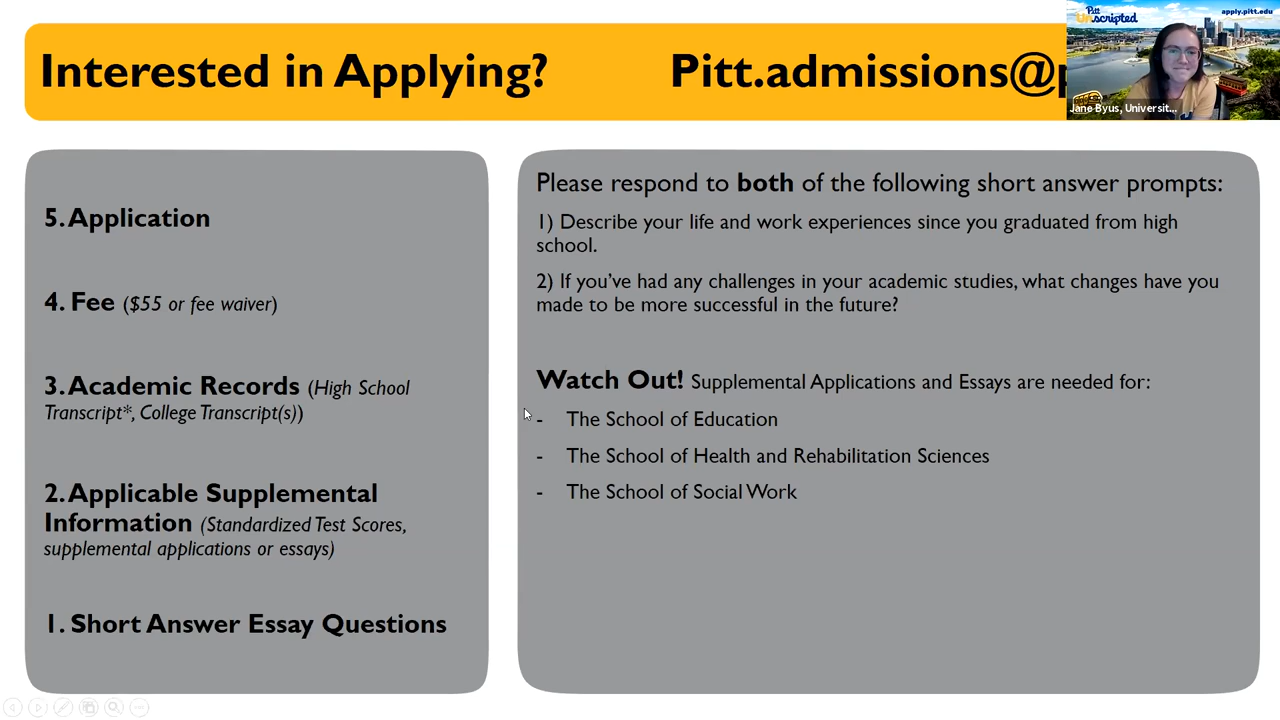 Interested in Applying?
Pitt.admissions@
Pitt
Unscripted
apply.pitt.edu
Jane Byus, Universit...
5. Application
4. Fee ($55 or fee waiver)
3. Academic Records (High School
Transcript*, College Transcript(s))
2. Applicable Supplemental
Information (Standardized Test Scores,
supplemental applications or essays)
1. Short Answer Essay Questions
Please respond to both of the following short answer prompts:
1) Describe your life and work experiences since you graduated from high
school.
2) If you've had any challenges in your academic studies, what changes have you
made to be more successful in the future?
Watch Out! Supplemental Applications and Essays are needed for:
- The School of Education
- The School of Health and Rehabilitation Sciences
- The School of Social Work